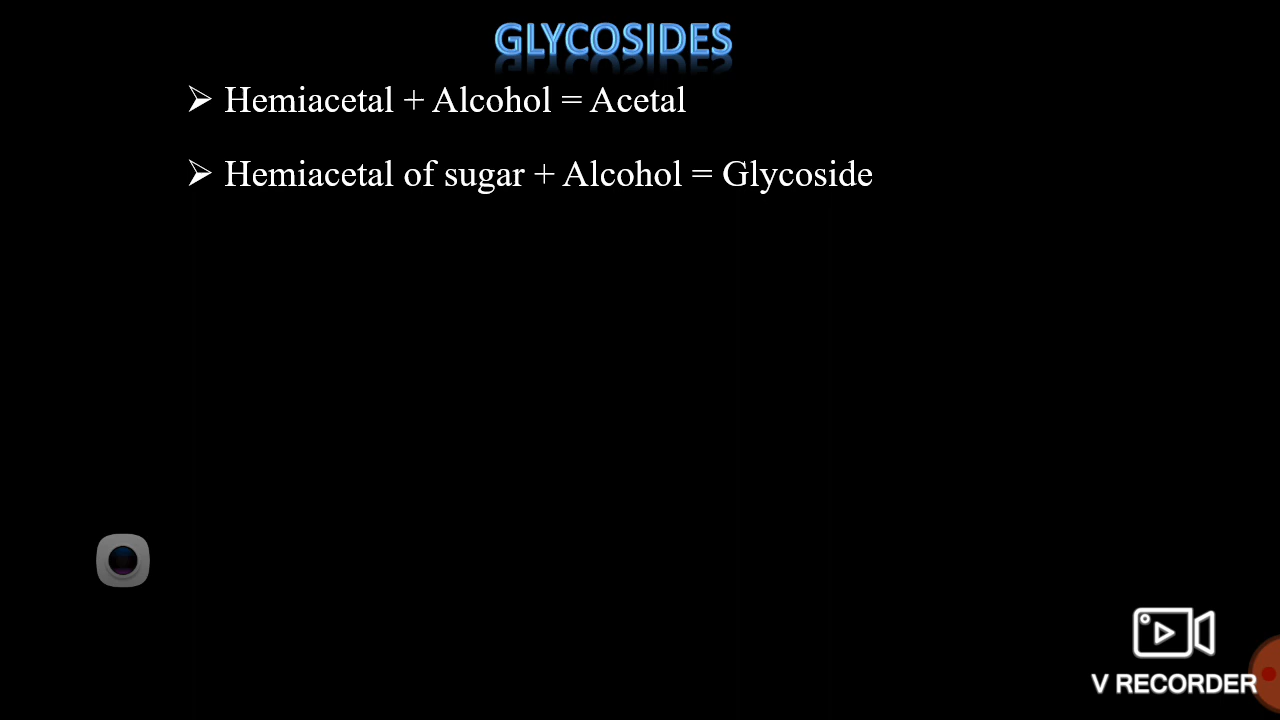 GLYCOSIDES
➢ Hemiacetal + Alcohol = Acetal
➢ Hemiacetal of sugar + Alcohol = Glycoside
V RECORDER